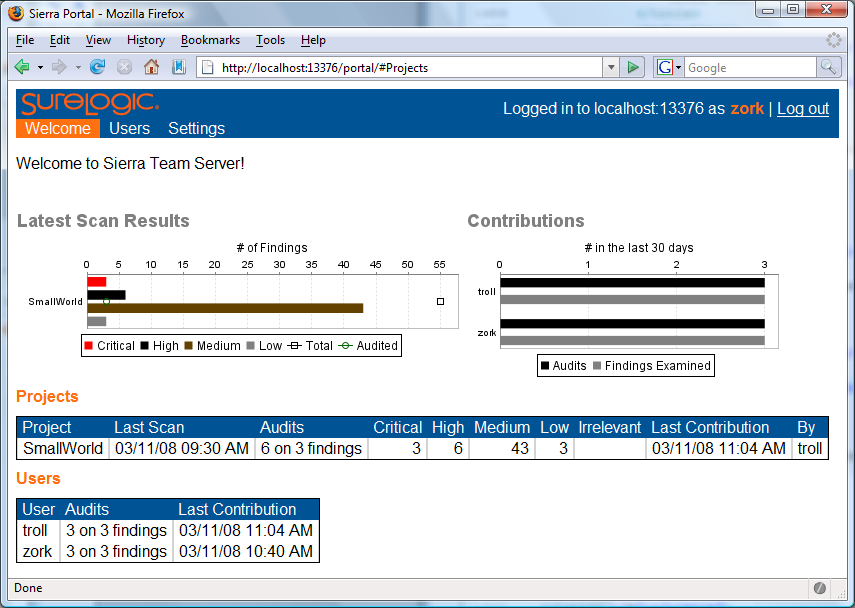 Sierra Portal - Mozilla Firefox
File Edit View History Bookmarks Tools Help
http://localhost:13376/portal/#Projects
G Google
SURELOGIC.
Logged in to localhost:13376 as zork | Log out
Welcome Users Settings
Welcome to Sierra Team Server!
Latest Scan Results
# of Findings
0 5 10 15 20 25 30 35 40 45 50 55
SmallWorld
Critical High Medium Low Total Audited
Contributions
# in the last 30 days
0 1 2 3
troll
zork
Audits Findings Examined
Projects
Project Last Scan Audits Critical High Medium Low Irrelevant Last Contribution By
SmallWorld 03/11/08 09:30 AM 6 on 3 findings 3 6 43 3 03/11/08 11:04 AM troll
Users
User Audits Last Contribution
troll 3 on 3 findings 03/11/08 11:04 AM
zork 3 on 3 findings 03/11/08 10:40 AM
Done